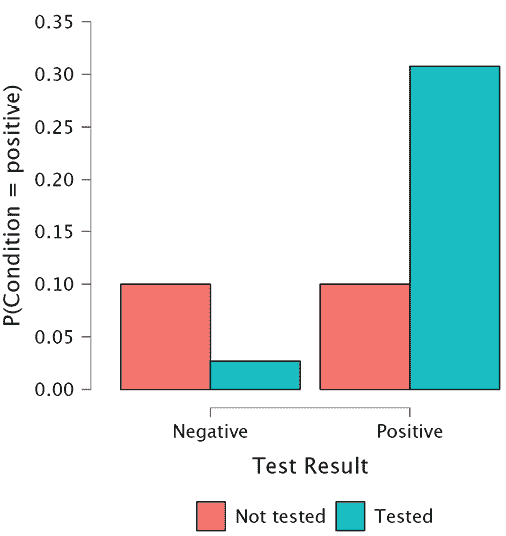 0.35
0.30
0.25
0.20
0.15
0.10
0.05
0.00
P(Condition = positive)
Negative Positive
Test Result
Not tested Tested